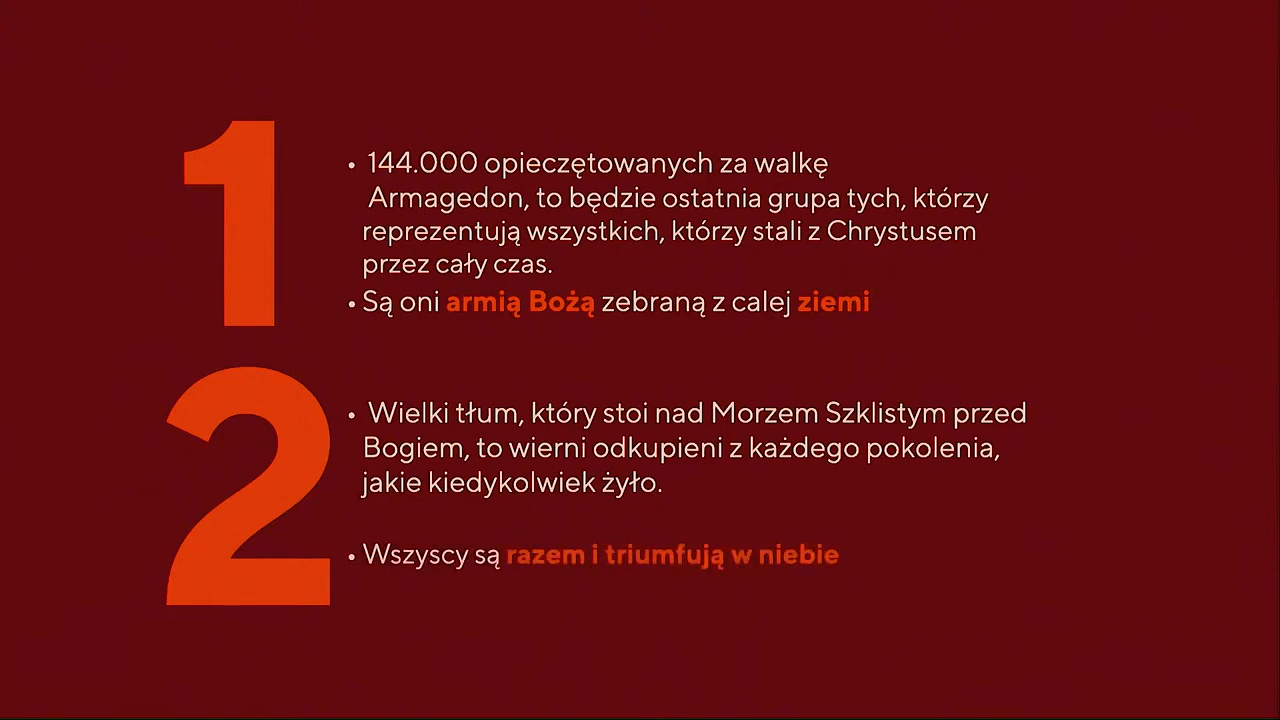 1
• 144.000 opieczętowanych za walkę
Armagedon, to będzie ostatnia grupa tych, którzy
reprezentują wszystkich, którzy stali z Chrystusem
przez cały czas.
• Są oni armią Bożą zebraną z calej ziemi
2
• Wielki tłum, który stoi nad Morzem Szklistym przed
Bogiem, to wierni odkupieni z każdego pokolenia,
jakie kiedykolwiek żyło.
• Wszyscy są razem i triumfują w niebie